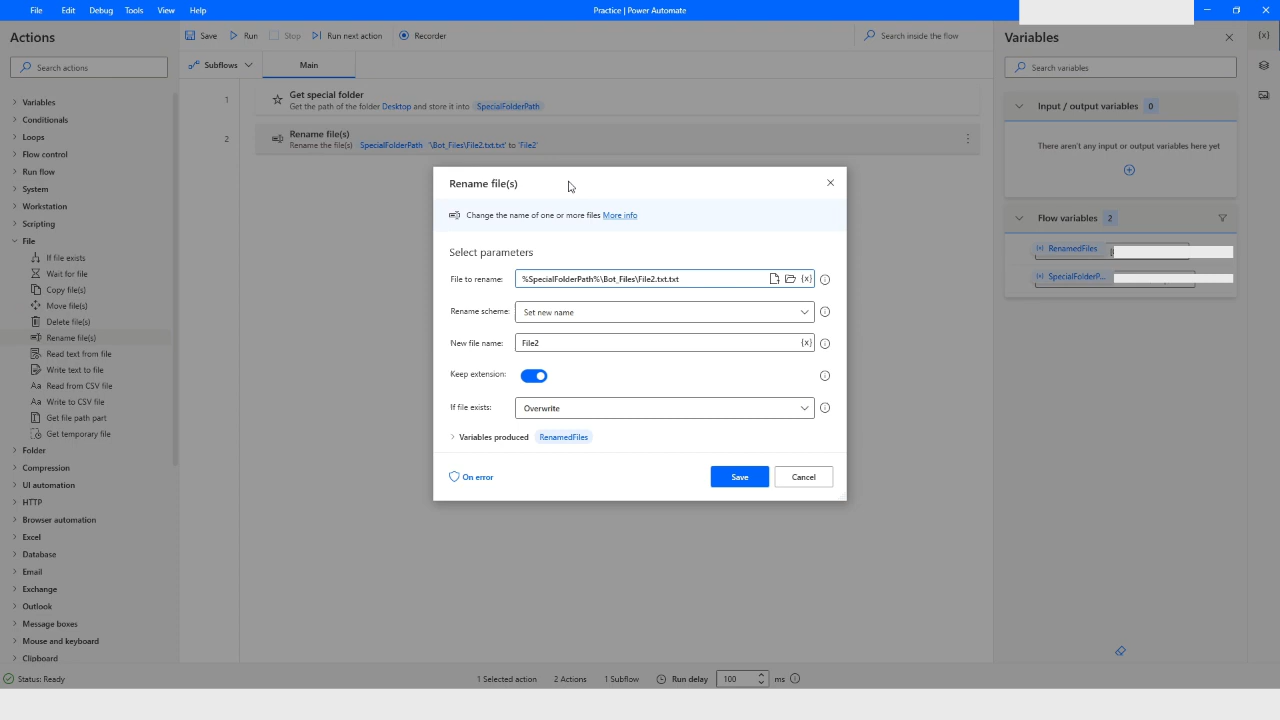 File Edit Debug Tools View Help
Practice | Power Automate
Actions
Search actions
Variables
Conditionals
Loops
Flow control
Run flow
System
Workstation
Scripting
File
If file exists
Wait for file
Copy file(s)
Move file(s)
Delete file(s)
Rename file(s)
Read text from file
Write text to file
Read from CSV file
Write to CSV file
Get file path part
Get temporary file
Folder
Compression
UI automation
HTTP
Browser automation
Excel
Database
Email
Exchange
Outlook
Message boxes
Mouse and keyboard
Clipboard
Save Run Stop Run next action Recorder
Search inside the flow
Subflows Main
1
Get special folder
Get the path of the folder Desktop and store it into SpecialFolderPath
2
Rename file(s)
Rename the file(s) SpecialFolderPath '\Bot_Files\File2.txt.txt' to 'File2'
Rename file(s)
Change the name of one or more files More info
Select parameters
File to rename: %SpecialFolderPath%\Bot_Files\File2.txt.txt {x}
Rename scheme: Set new name
New file name: File2 {x}
Keep extension:
If file exists: Overwrite
Variables produced RenamedFiles
On error Save Cancel
Variables
Search variables
Input / output variables 0
There aren't any input or output variables here yet
Flow variables 2
RenamedFiles
SpecialFolderP...
{x}
Status: Ready
1 Selected action 2 Actions 1 Subflow Run delay 100 ms